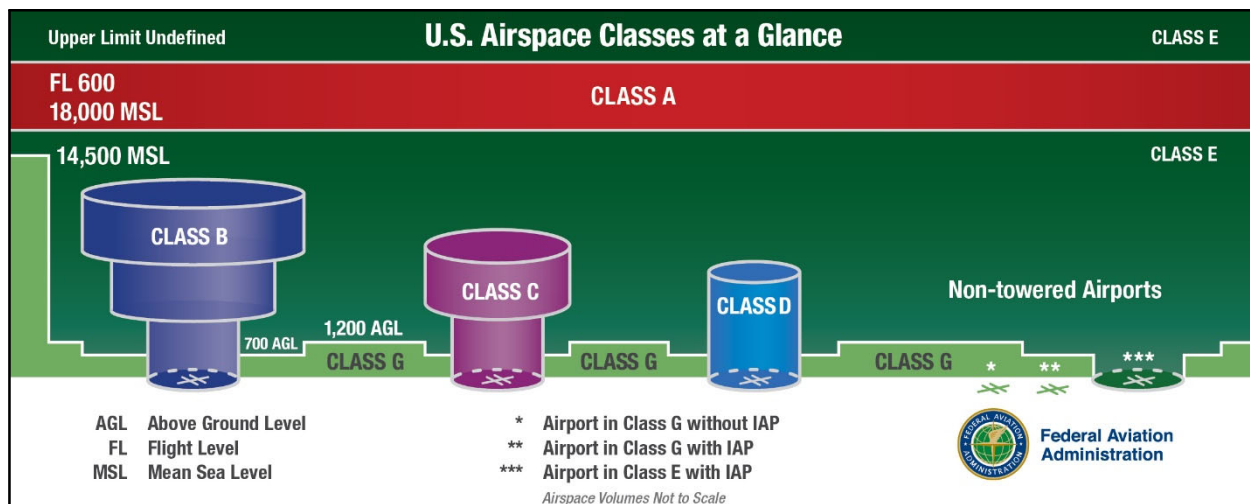 Upper Limit Undefined
U.S. Airspace Classes at a Glance
CLASS E
FL 600
18,000 MSL
CLASS A
14,500 MSL
CLASS E
CLASS B
CLASS C
CLASS D
Non-towered Airports
700 AGL
1,200 AGL
CLASS G
CLASS G
CLASS G
*
**
***
AGL Above Ground Level
FL Flight Level
MSL Mean Sea Level
* Airport in Class G without IAP
** Airport in Class G with IAP
*** Airport in Class E with IAP
Airspace Volumes Not to Scale
FEDERAL AVIATION
ADMINISTRATION
Federal Aviation
Administration